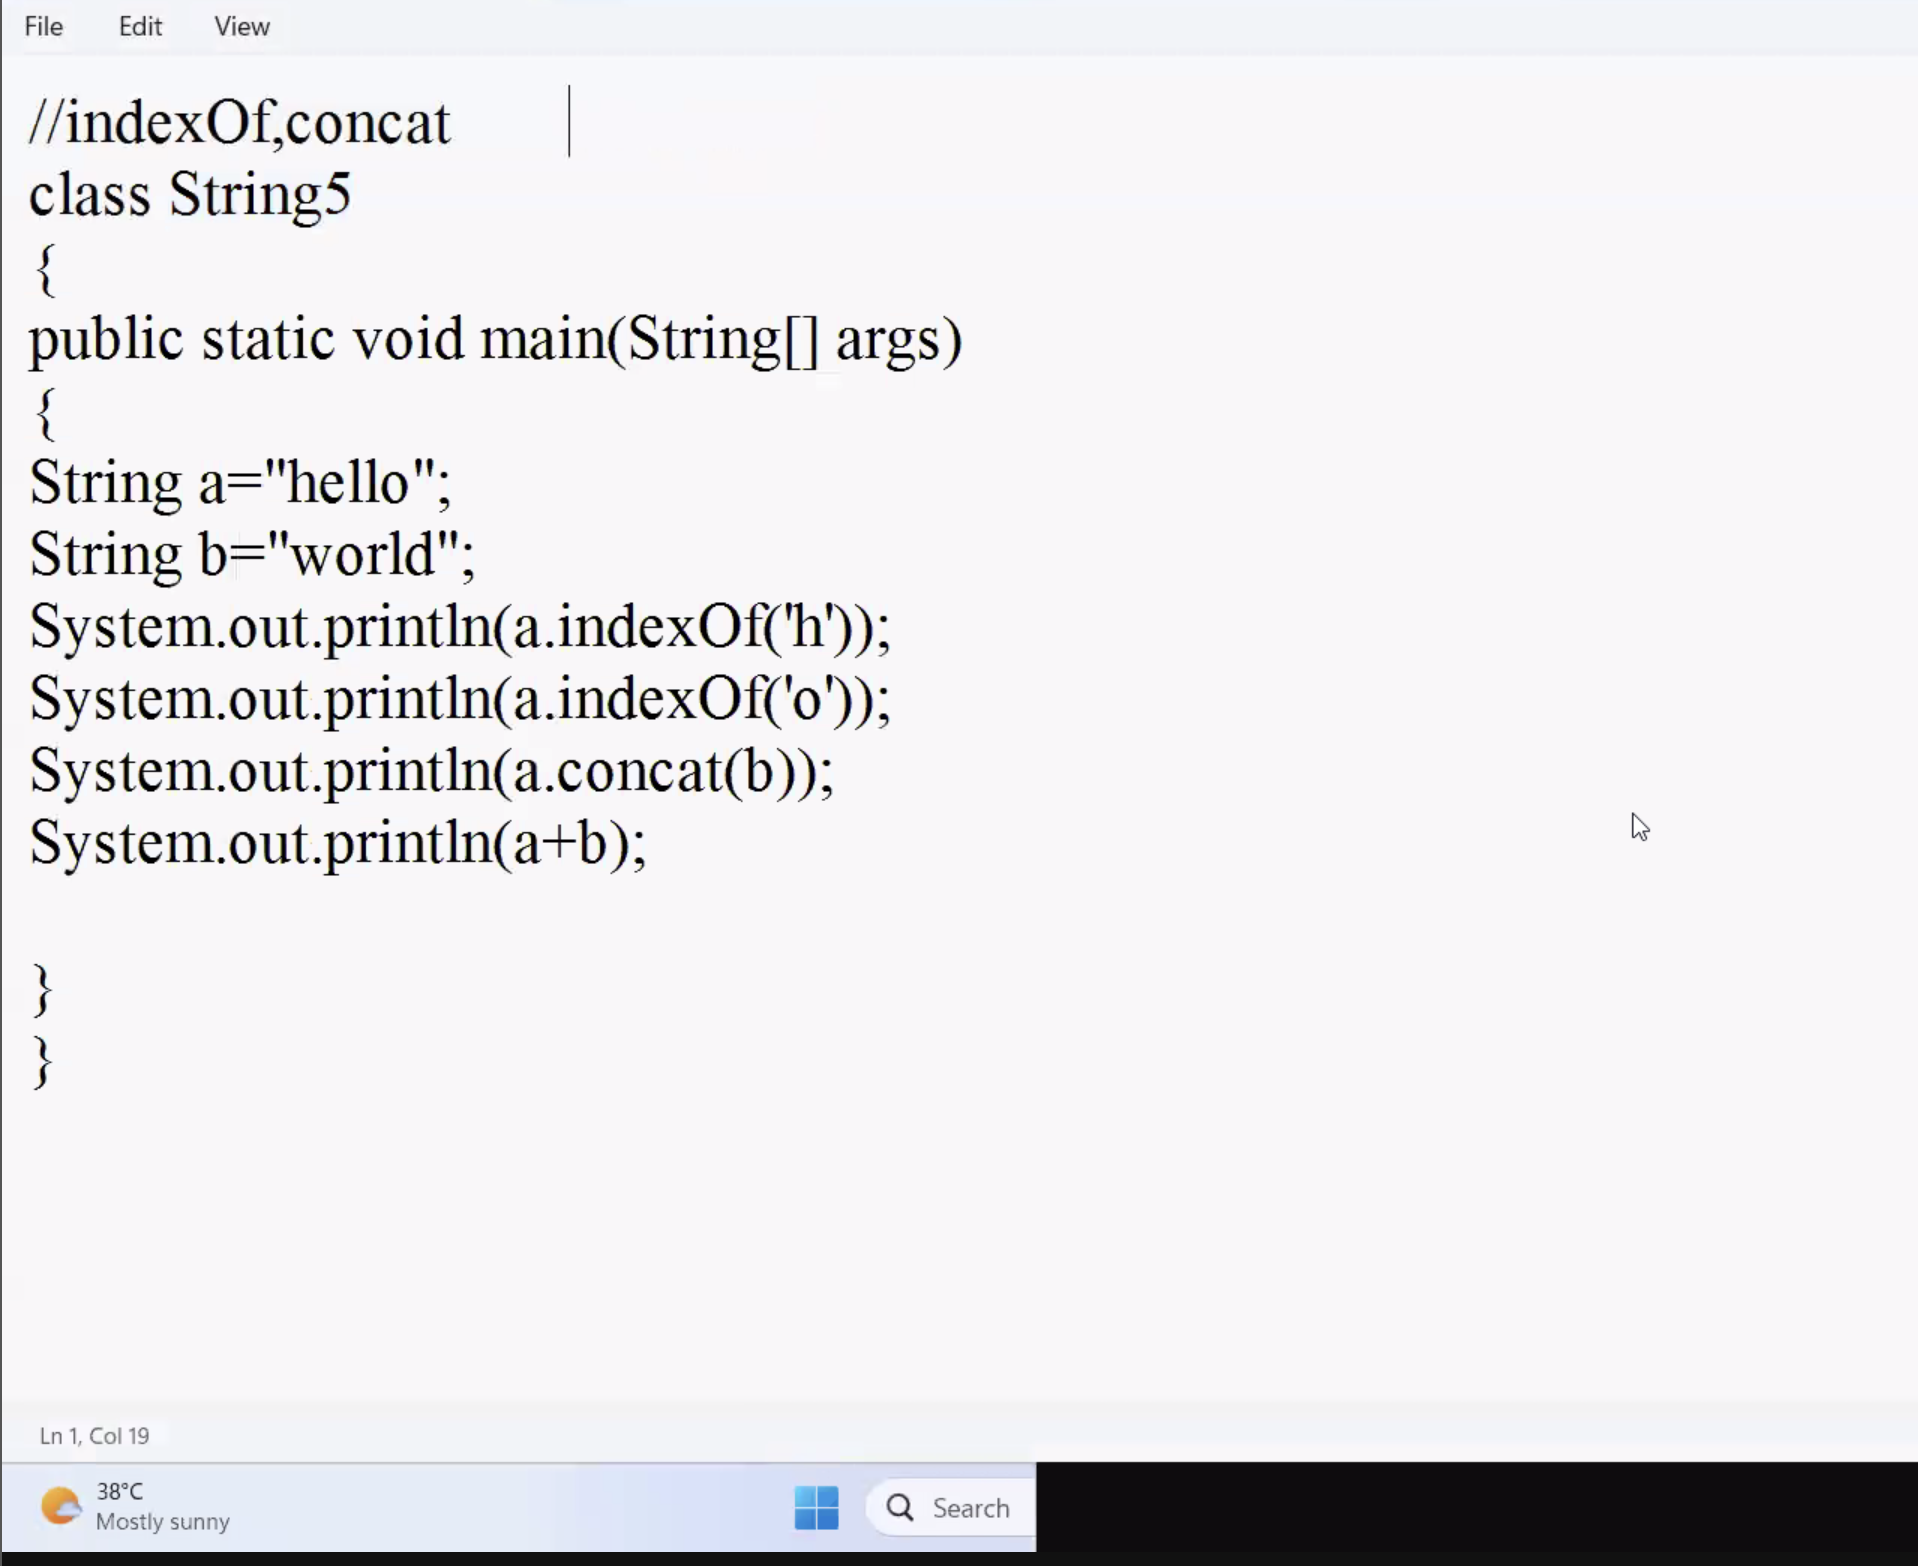 File Edit View
//indexOf,concat
class String5
{
public static void main(String[] args)
{
String a="hello";
String b="world";
System.out.println(a.indexOf('h'));
System.out.println(a.indexOf('o'));
System.out.println(a.concat(b));
System.out.println(a+b);
}
}
Ln 1, Col 19
38°C
Mostly sunny
Search